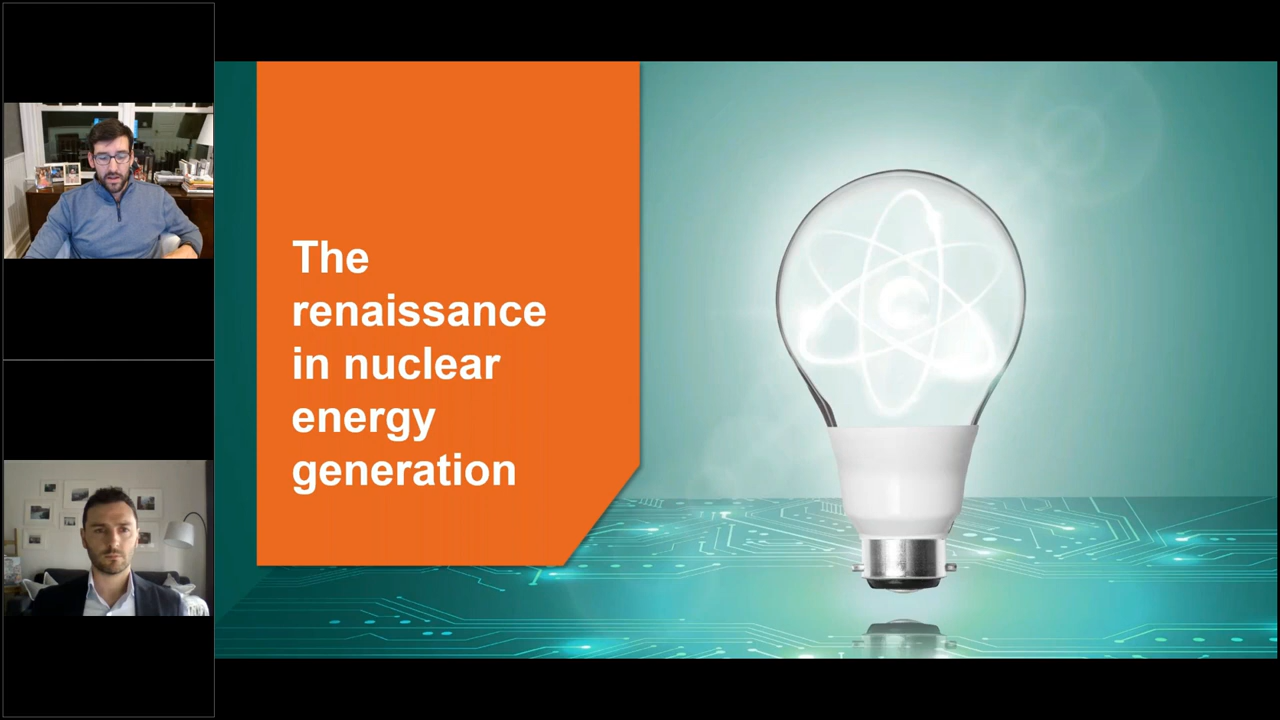 The
renaissance
in nuclear
energy
generation